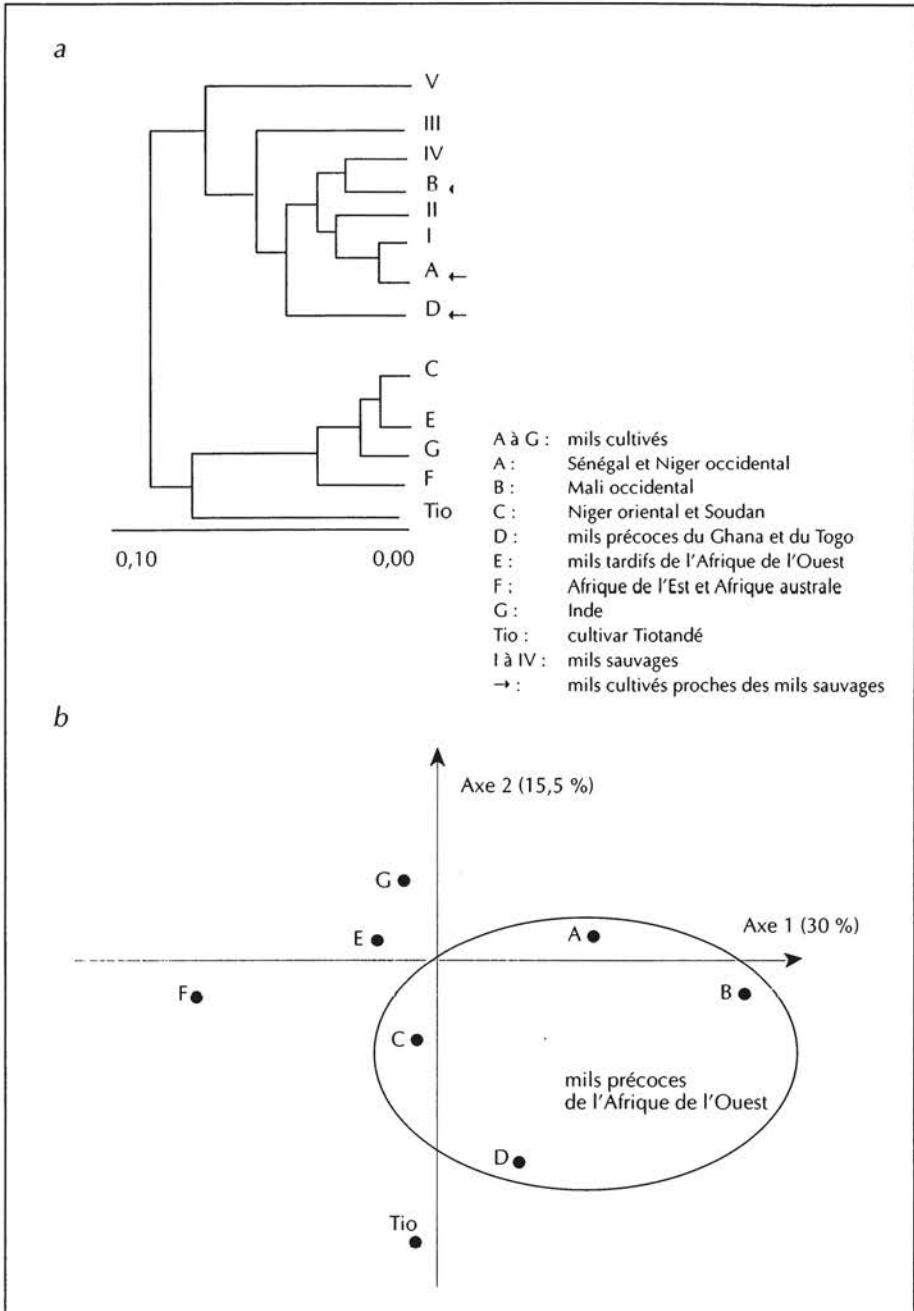 a
V
III
IV
B
II
I
A ←
D ←
C
E
G
F
Tio
0,10 0,00
A à G : mils cultivés
A : Sénégal et Niger occidental
B : Mali occidental
C : Niger oriental et Soudan
D : mils précoces du Ghana et du Togo
E : mils tardifs de l'Afrique de l'Ouest
F : Afrique de l'Est et Afrique australe
G : Inde
Tio : cultivar Tiotandé
I à IV : mils sauvages
→ : mils cultivés proches des mils sauvages
b
Axe 2 (15,5 %)
G
E
A
Axe 1 (30 %)
F
B
C
mils précoces
de l'Afrique de l'Ouest
D
Tio